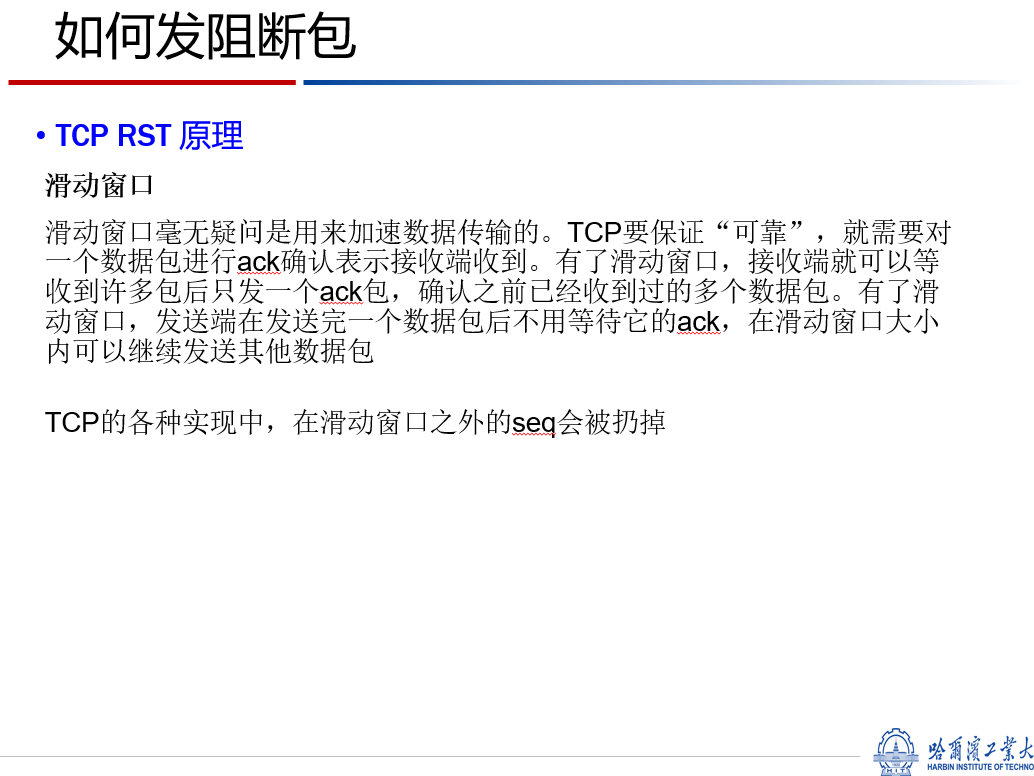 如何发阻断包
• TCP RST 原理
滑动窗口
滑动窗口毫无疑问是用来加速数据传输的。TCP要保证“可靠”，就需要对
一个数据包进行ack确认表示接收端收到。有了滑动窗口，接收端就可以等
收到许多包后只发一个ack包，确认之前已经收到过的多个数据包。有了滑
动窗口，发送端在发送完一个数据包后不用等待它的ack，在滑动窗口大小
内可以继续发送其他数据包
TCP的各种实现中，在滑动窗口之外的seq会被扔掉
哈爾濱工業大
HARBIN INSTITUTE OF TECHNO
HIT